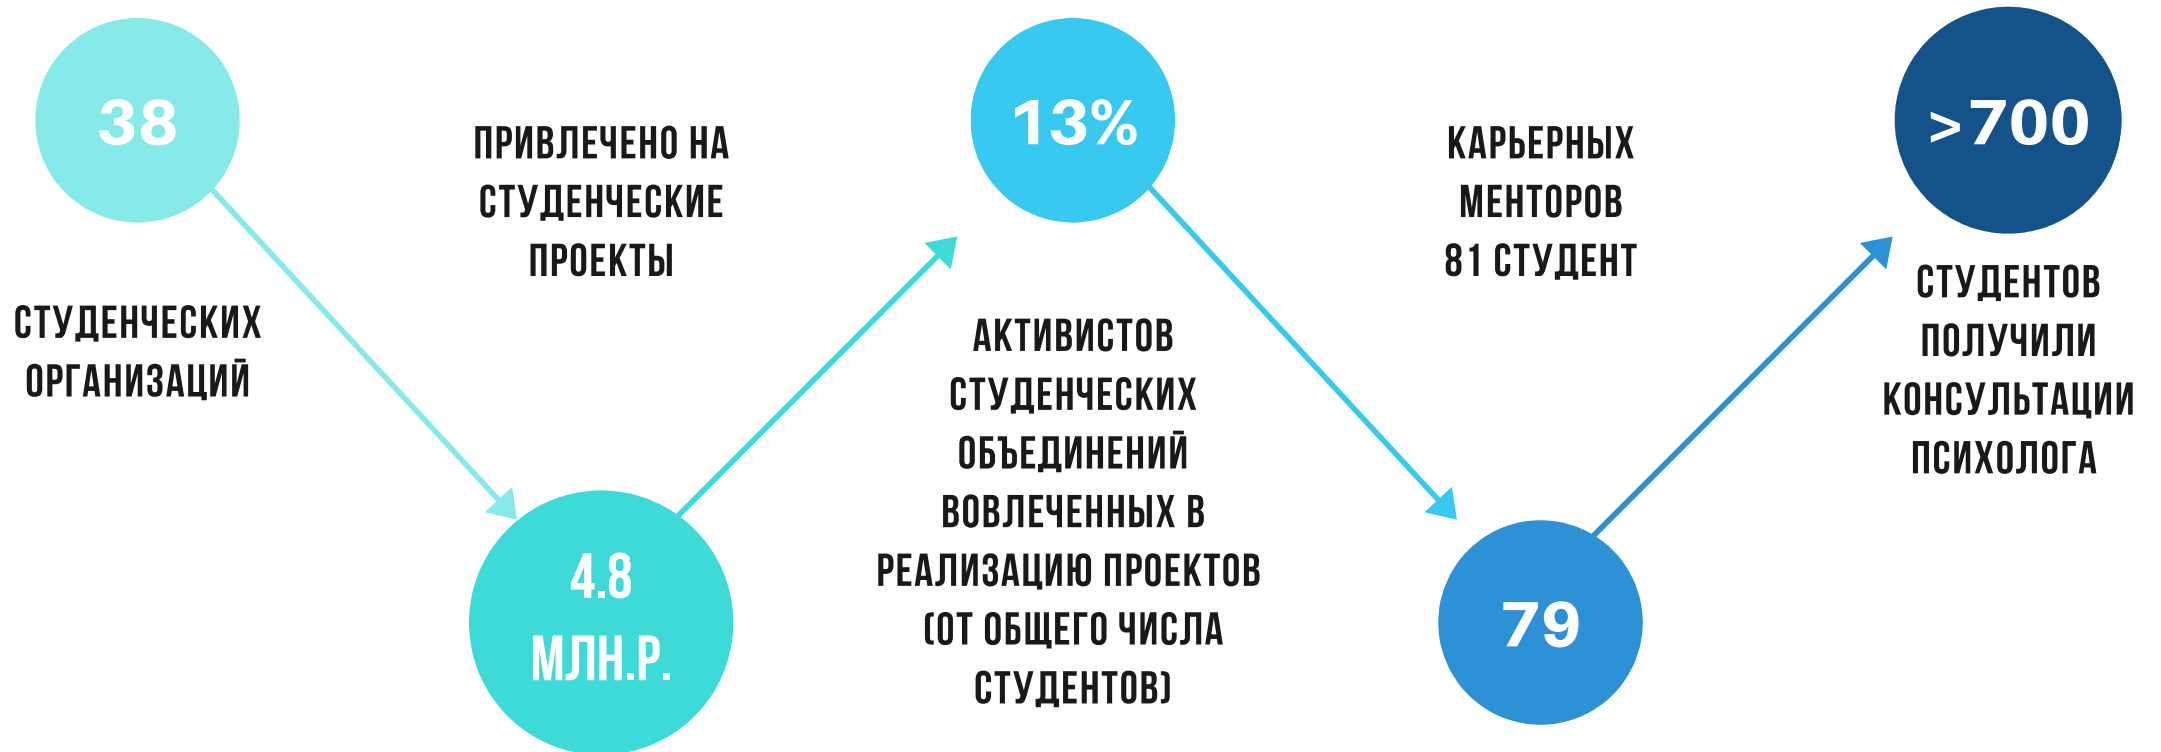 38
СТУДЕНЧЕСКИХ
ОРГАНИЗАЦИЙ
ПРИВЛЕЧЕНО НА
СТУДЕНЧЕСКИЕ
ПРОЕКТЫ
4.8
МЛН.Р.
13%
АКТИВИСТОВ
СТУДЕНЧЕСКИХ
ОБЪЕДИНЕНИЙ
ВОВЛЕЧЕННЫХ В
РЕАЛИЗАЦИЮ ПРОЕКТОВ
(ОТ ОБЩЕГО ЧИСЛА
СТУДЕНТОВ)
КАРЬЕРНЫХ
МЕНТОРОВ
81 СТУДЕНТ
79
>700
СТУДЕНТОВ
ПОЛУЧИЛИ
КОНСУЛЬТАЦИИ
ПСИХОЛОГА